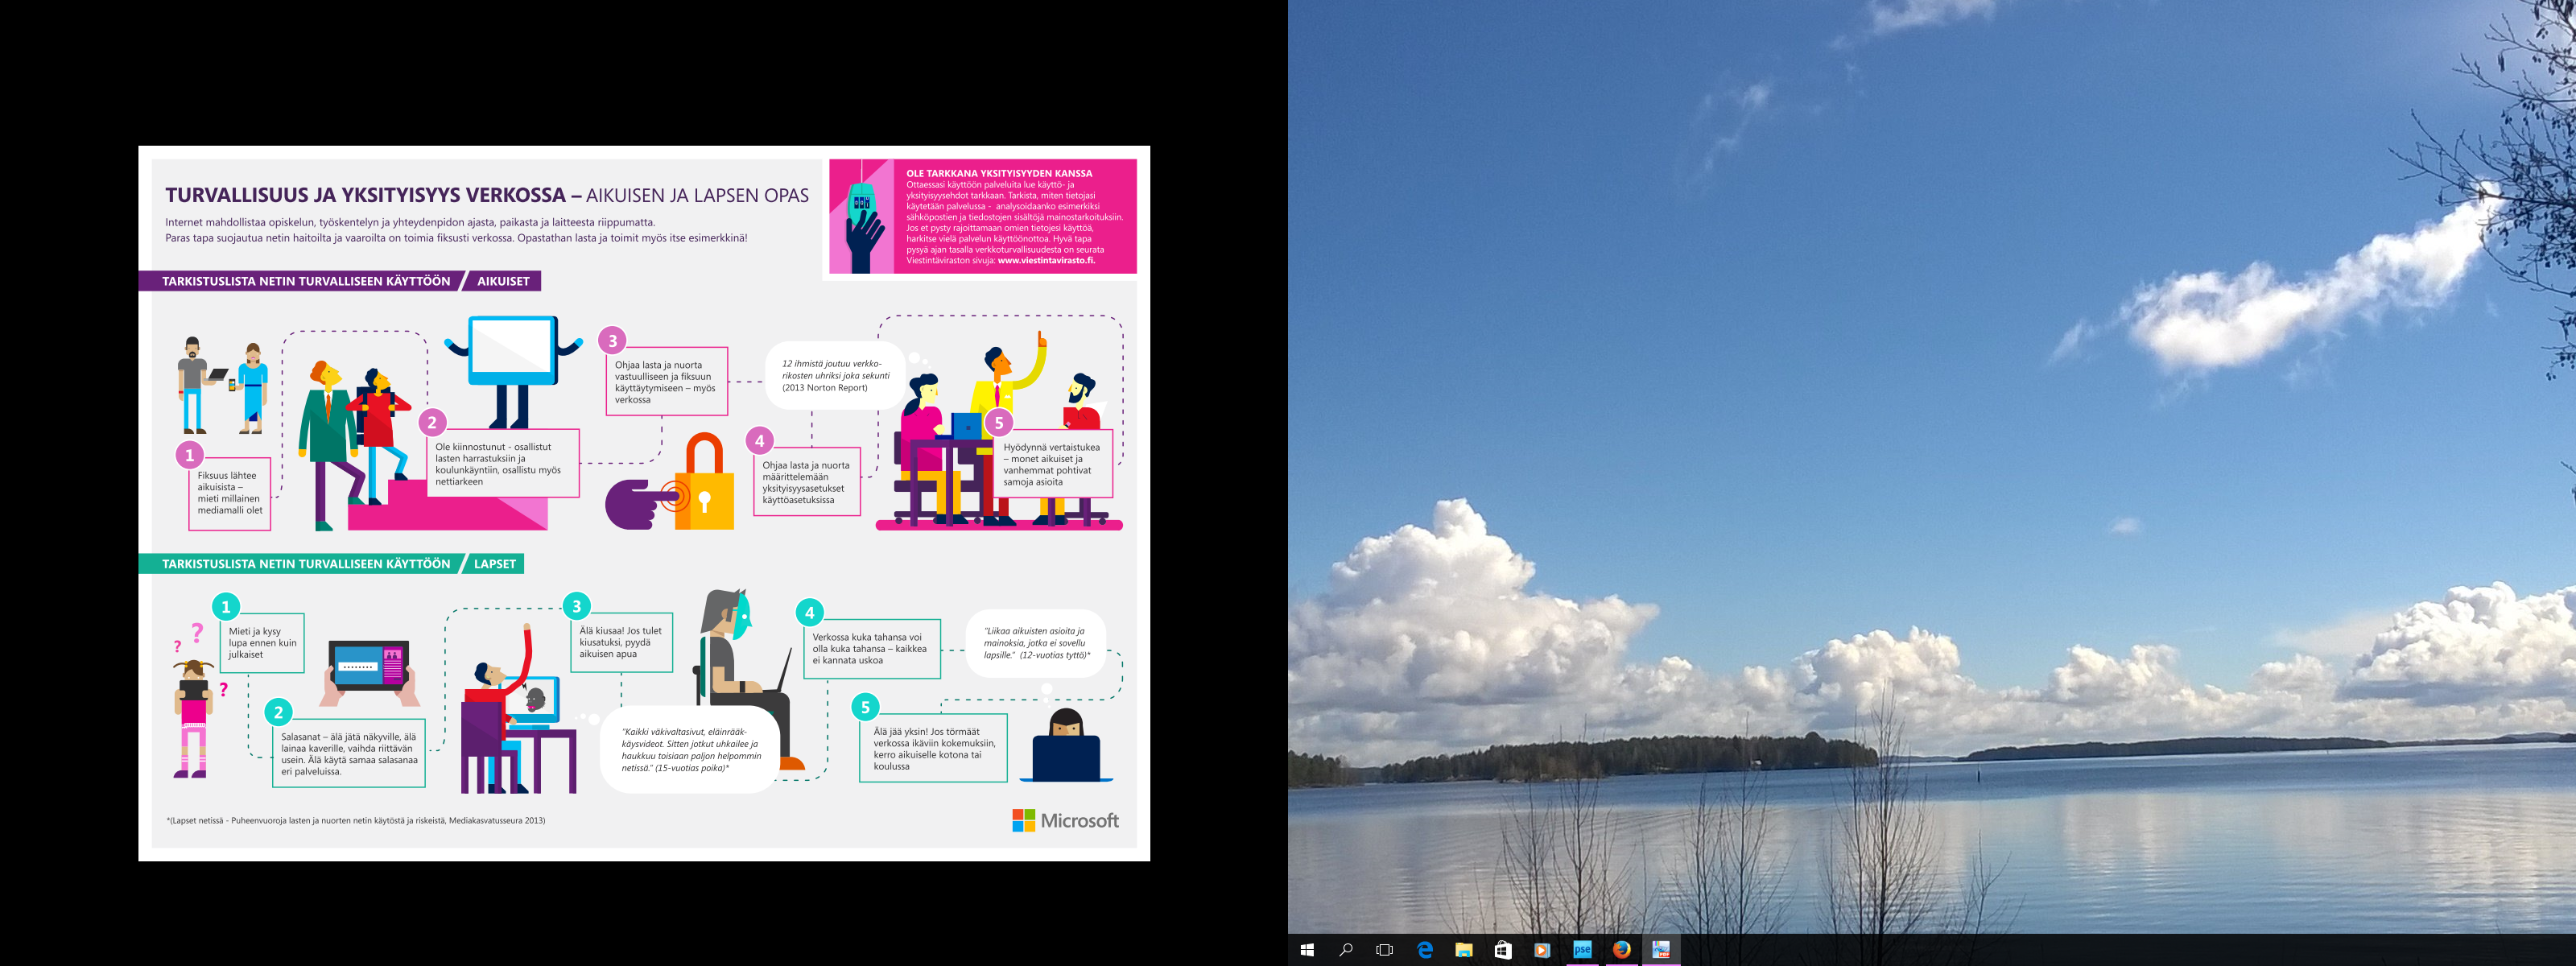 TURVALLISUUS JA YKSITYISYYS VERKOSSA – AIKUISEN JA LAPSEN OPAS
Internet mahdollistaa opiskelun, työskentelyn ja yhteydenpidon ajasta, paikasta ja laitteesta riippumatta.
Paras tapa suojautua netin haitoilta ja vaaroilta on toimia fiksusti verkossa. Opastathan lasta ja toimit myös itse esimerkkinä!
OLE TARKKANA YKSITYISYYDEN KANSSA
Ottaessasi käyttöön palveluita lue käyttö- ja
yksityisyysehdot tarkkaan. Tarkista, miten tietojasi
käytetään palvelussa - analysoidaanko esimerkiksi
sähköpostien ja tiedostojen sisältöjä mainostarkoituksiin.
Jos et pysty rajoittamaan omien tietojesi käyttöä,
harkitse vielä palvelun käyttöönottoa. Hyvä tapa
pysyä ajan tasalla verkkoturvallisuudesta on seurata
Viestintäviraston sivuja: www.viestintavirasto.fi.
TARKISTUSLISTA NETIN TURVALLISEEN KÄYTTÖÖN / AIKUISET
1
Fiksuus lähtee
aikuisista –
mieti millainen
mediamalli olet
2
Ole kiinnostunut - osallistut
lasten harrastuksiin ja
koulunkäyntiin, osallistu myös
nettiarkeen
3
Ohjaa lasta ja nuorta
vastuulliseen ja fiksuun
käyttäytymiseen – myös
verkossa
12 ihmistä joutuu verkko-
rikosten uhriksi joka sekunti
(2013 Norton Report)
4
Ohjaa lasta ja nuorta
määrittelemään
yksityisyysasetukset
käyttöasetuksissa
5
Hyödynnä vertaistukea
– monet aikuiset ja
vanhemmat pohtivat
samoja asioita
TARKISTUSLISTA NETIN TURVALLISEEN KÄYTTÖÖN / LAPSET
? ? ?
1
Mieti ja kysy
lupa ennen kuin
julkaiset
2
Salasanat – älä jätä näkyville, älä
lainaa kaverille, vaihda riittävän
usein. Älä käytä samaa salasanaa
eri palveluissa.
3
Älä kiusaa! Jos tulet
kiusatuksi, pyydä
aikuisen apua
"Kaikki väkivaltasivut, eläinrääk-
käysvideot. Sitten jotkut uhkailee ja
haukkuu toisiaan paljon helpommin
netissä." (15-vuotias poika)*
4
Verkossa kuka tahansa voi
olla kuka tahansa – kaikkea
ei kannata uskoa
"Liikaa aikuisten asioita ja
mainoksia, jotka ei sovellu
lapsille." (12-vuotias tyttö)*
5
Älä jää yksin! Jos törmäät
verkossa ikäviin kokemuksiin,
kerro aikuiselle kotona tai
koulussa
*(Lapset netissä - Puheenvuoroja lasten ja nuorten netin käytöstä ja riskeistä, Mediakasvatusseura 2013)
Microsoft
pse